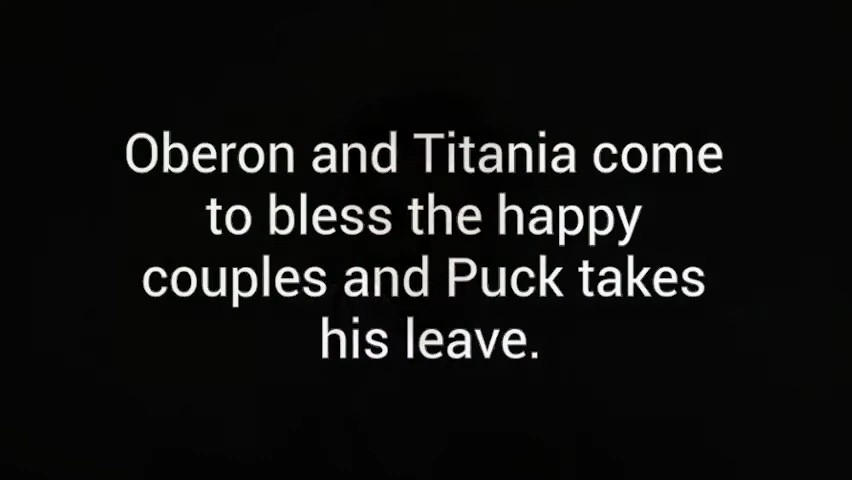 Oberon and Titania come
to bless the happy
couples and Puck takes
his leave.